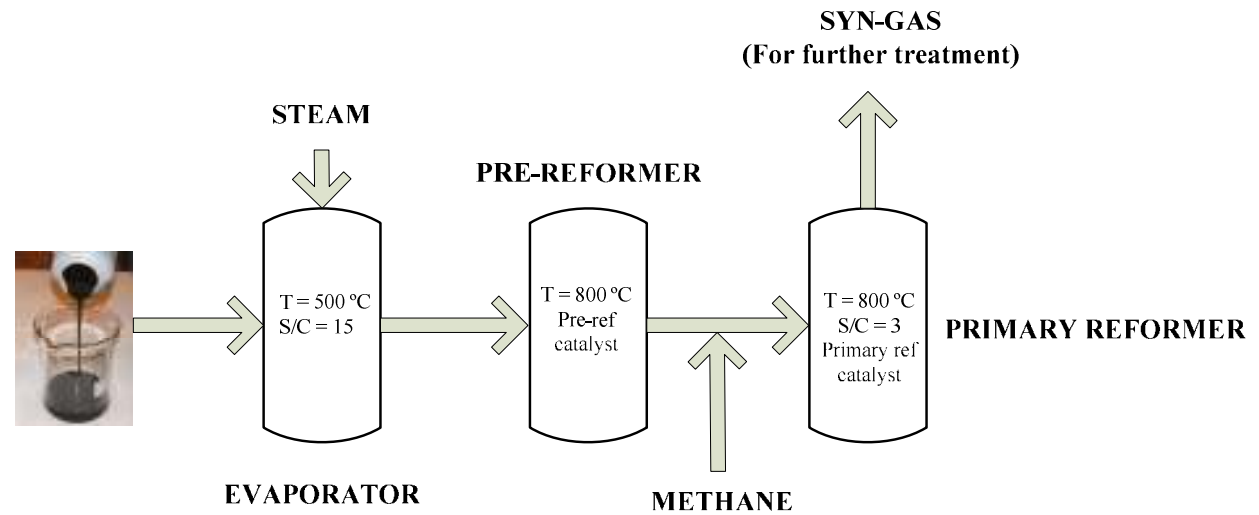 SYN-GAS
(For further treatment)
STEAM
PRE-REFORMER
T = 500 ºC
S/C = 15
T = 800 ºC
Pre-ref
catalyst
T = 800 ºC
S/C = 3
Primary ref
catalyst
PRIMARY REFORMER
EVAPORATOR
METHANE